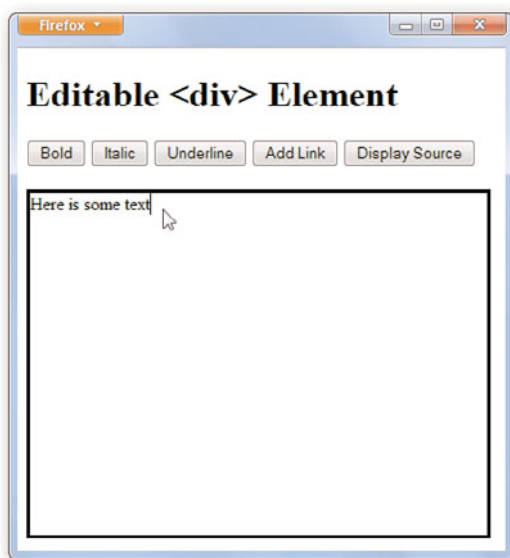 Firefox
Editable <div> Element
Bold Italic Underline Add Link Display Source
Here is some text